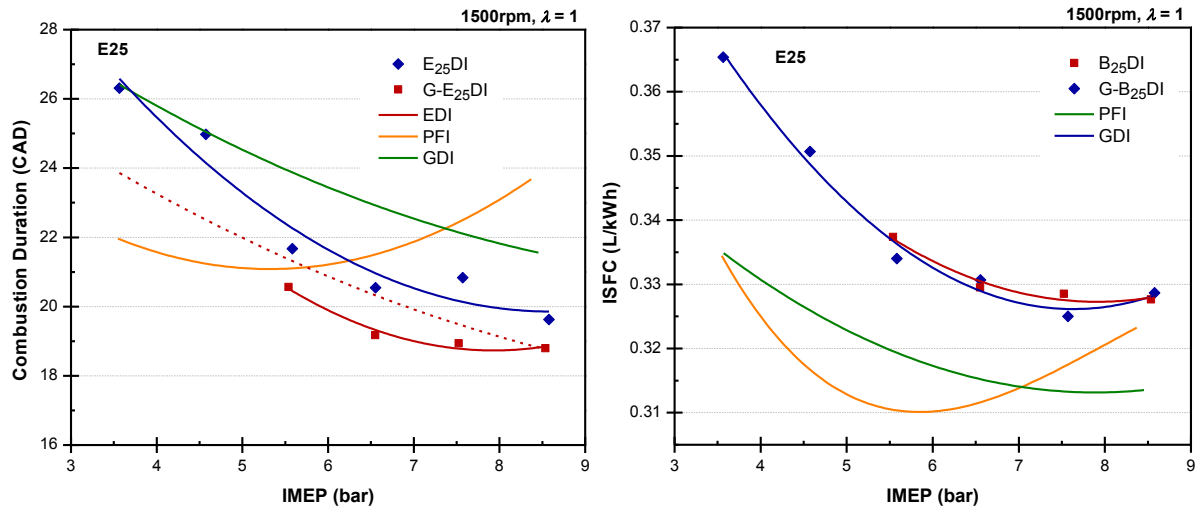 1500rpm, λ = 1
E25
E25DI
G-E25DI
EDI
PFI
GDI
Combustion Duration (CAD)
28
26
24
22
20
18
16
3 4 5 6 7 8 9
IMEP (bar)
1500rpm, λ = 1
E25
B25DI
G-B25DI
PFI
GDI
ISFC (L/kWh)
0.37
0.36
0.35
0.34
0.33
0.32
0.31
3 4 5 6 7 8 9
IMEP (bar)